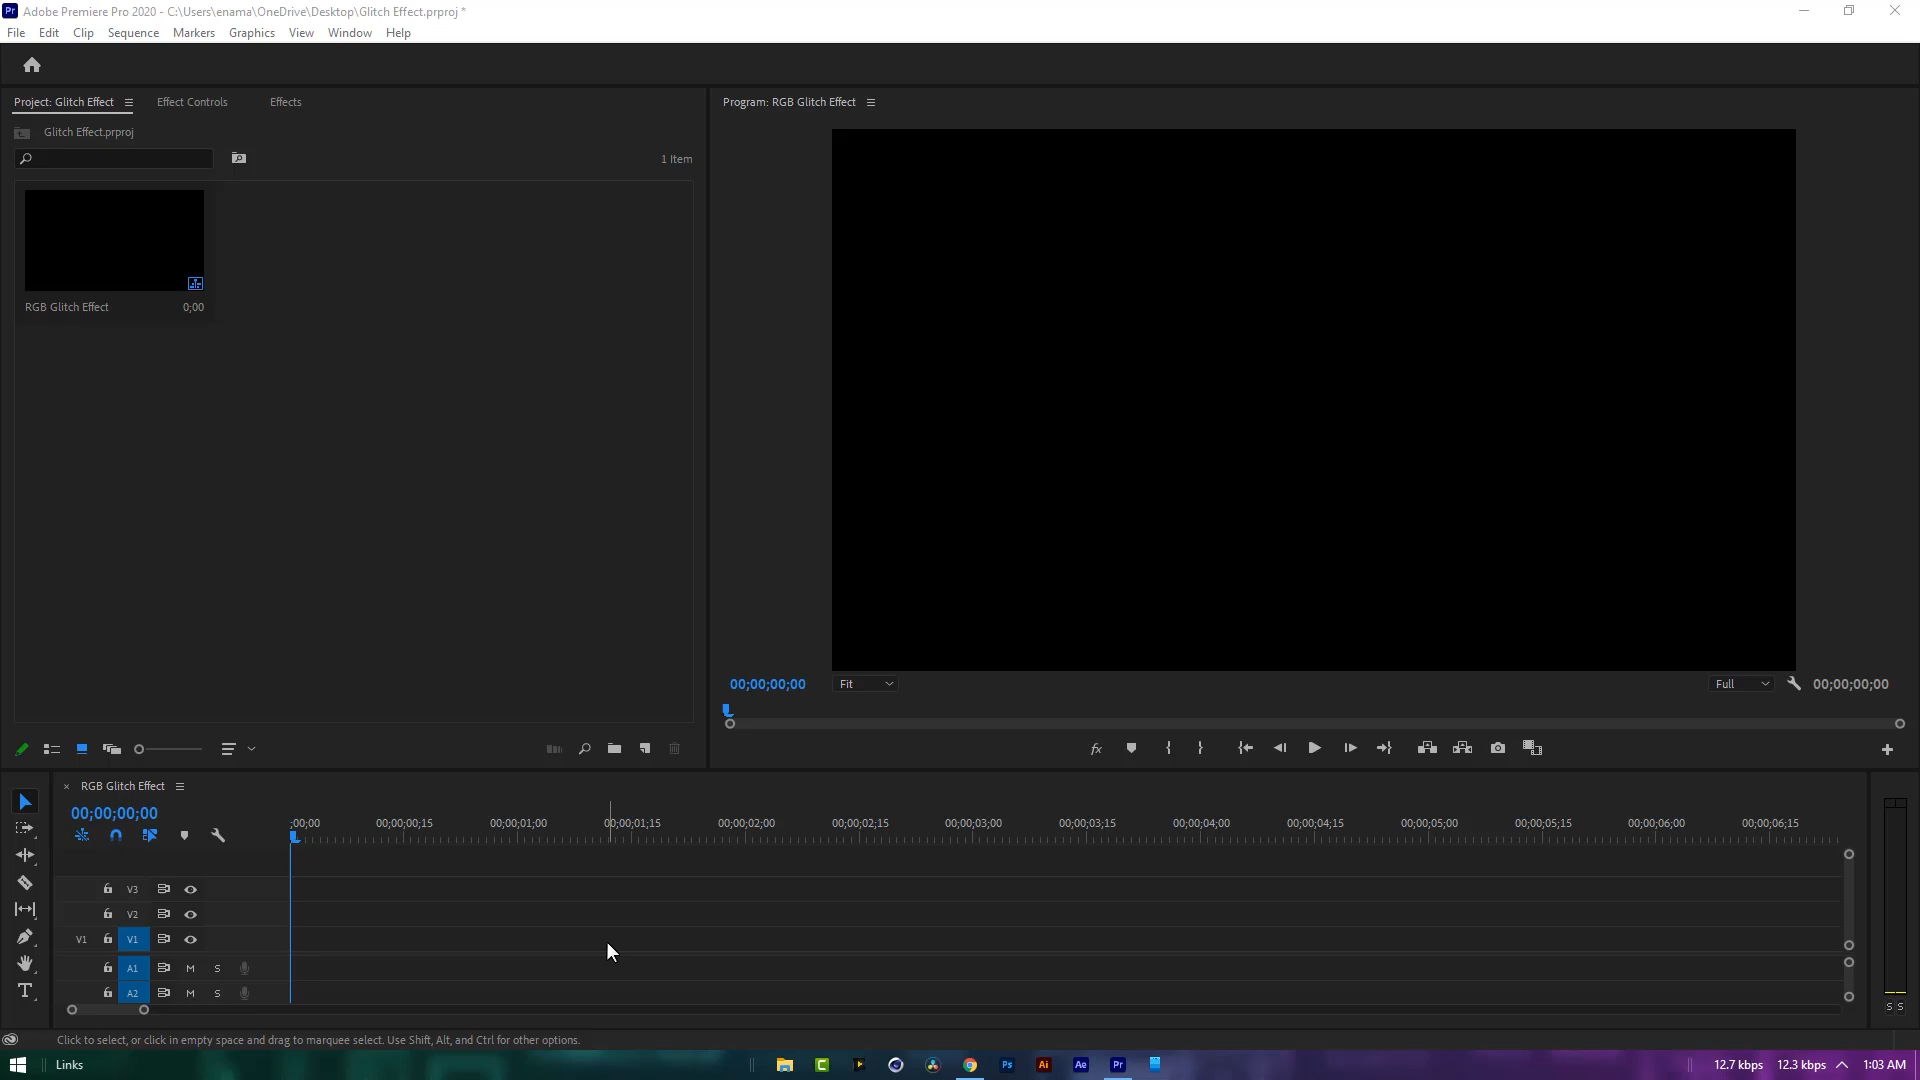 Pr Adobe Premiere Pro 2020 - C:\Users\enama\OneDrive\Desktop\Glitch Effect.prproj *
File Edit Clip Sequence Markers Graphics View Window Help
Project: Glitch Effect Effect Controls Effects
Program: RGB Glitch Effect
Glitch Effect.prproj
1 Item
RGB Glitch Effect 0;00
00;00;00;00 Fit Full 00;00;00;00
fx
RGB Glitch Effect
00;00;00;00
;00;00 00;00;00;15 00;00;01;00 00;00;01;15 00;00;02;00 00;00;02;15 00;00;03;00 00;00;03;15 00;00;04;00 00;00;04;15 00;00;05;00 00;00;05;15 00;00;06;00 00;00;06;15
V3
V2
V1 V1
A1 M S
A2 M S
S S
T
Click to select, or click in empty space and drag to marquee select. Use Shift, Alt, and Ctrl for other options.
Links C Ps Ai Ae Pr 12.7 kbps 12.3 kbps 1:03 AM